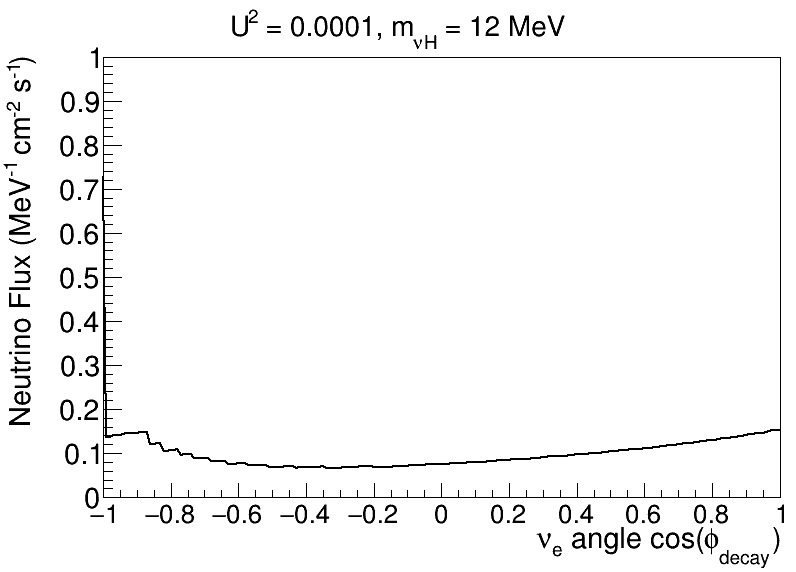 U² = 0.0001, m_νH = 12 MeV
Neutrino Flux (MeV⁻¹ cm⁻² s⁻¹)
1
0.9
0.8
0.7
0.6
0.5
0.4
0.3
0.2
0.1
0
−1 −0.8 −0.6 −0.4 −0.2 0 0.2 0.4 0.6 0.8 1
ν_e angle cos(ϕ_decay)